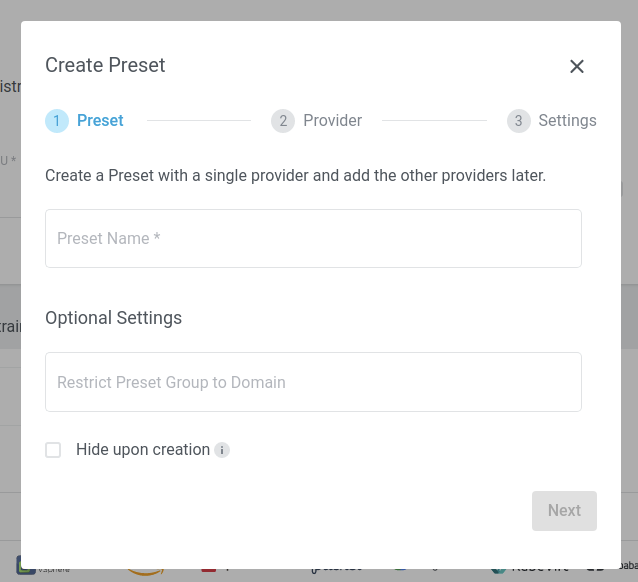 Create Preset
1 Preset 2 Provider 3 Settings
U *
Create a Preset with a single provider and add the other providers later.
Preset Name *
Optional Settings
Restrict Preset Group to Domain
Hide upon creation i
Next